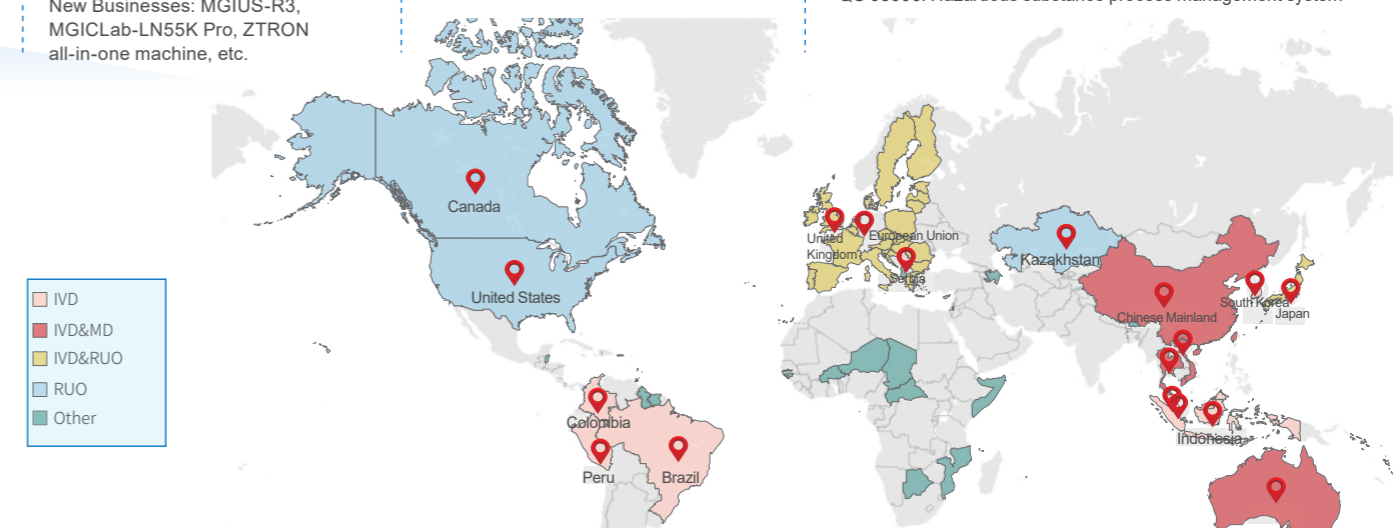 New Businesses: MGIUS-R3,
MGICLab-LN55K Pro, ZTRON
all-in-one machine, etc.
Canada
United States
IVD
IVD&MD
IVD&RUO
RUO
Other
Colombia
Peru
Brazil
United
Kingdom
European Union
Serbia
Kazakhstan
Chinese Mainland
South Korea
Japan
Indonesia